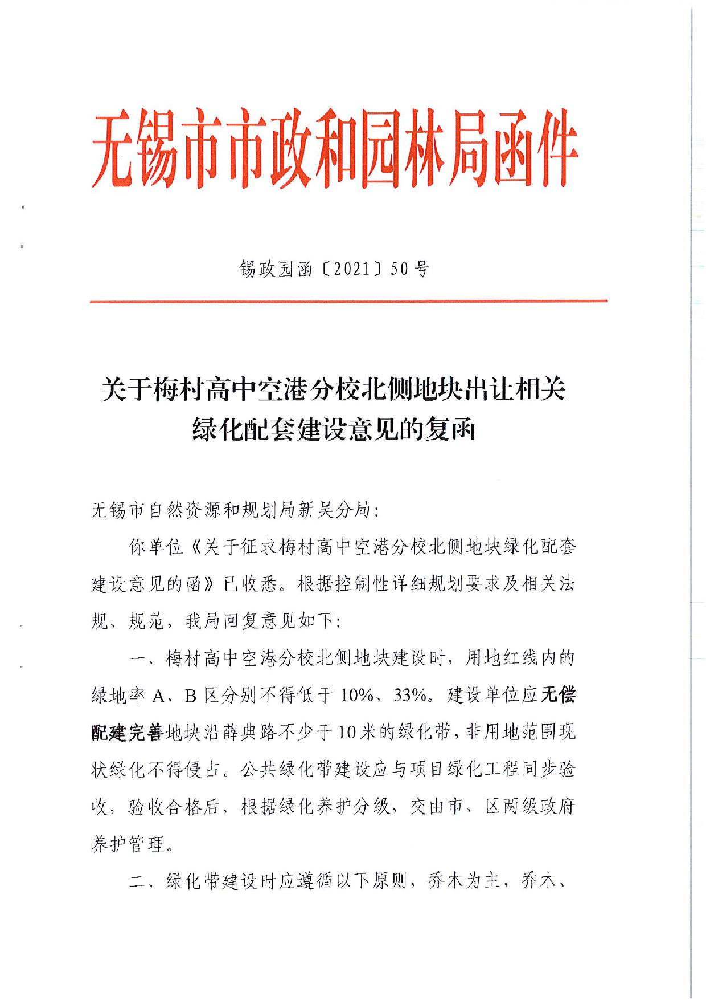 无锡市市政和园林局函件
锡政园函〔2021〕50号
关于梅村高中空港分校北侧地块出让相关
绿化配套建设意见的复函
无锡市自然资源和规划局新吴分局：
你单位《关于征求梅村高中空港分校北侧地块绿化配套
建设意见的函》已收悉。根据控制性详细规划要求及相关法
规、规范，我局回复意见如下：
一、梅村高中空港分校北侧地块建设时，用地红线内的
绿地率 A、B 区分别不得低于 10%、33%。建设单位应无偿
配建完善地块沿薛典路不少于 10 米的绿化带，非用地范围现
状绿化不得侵占。公共绿化带建设应与项目绿化工程同步验
收，验收合格后，根据绿化养护分级，交由市、区两级政府
养护管理。
二、绿化带建设时应遵循以下原则，乔木为主，乔木、